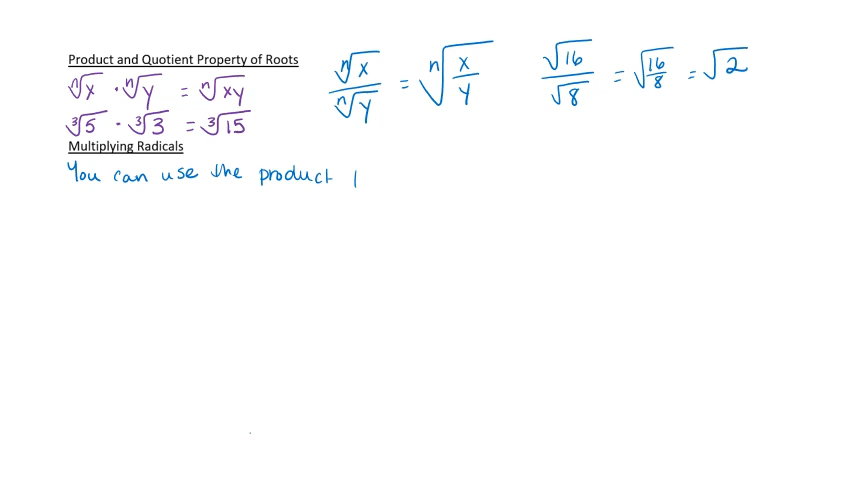 Product and Quotient Property of Roots
ⁿ√x · ⁿ√y = ⁿ√xy
³√5 · ³√3 = ³√15
ⁿ√x / ⁿ√y = ⁿ√(x/y)
√16 / √8 = √(16/8) = √2
Multiplying Radicals
You can use the product